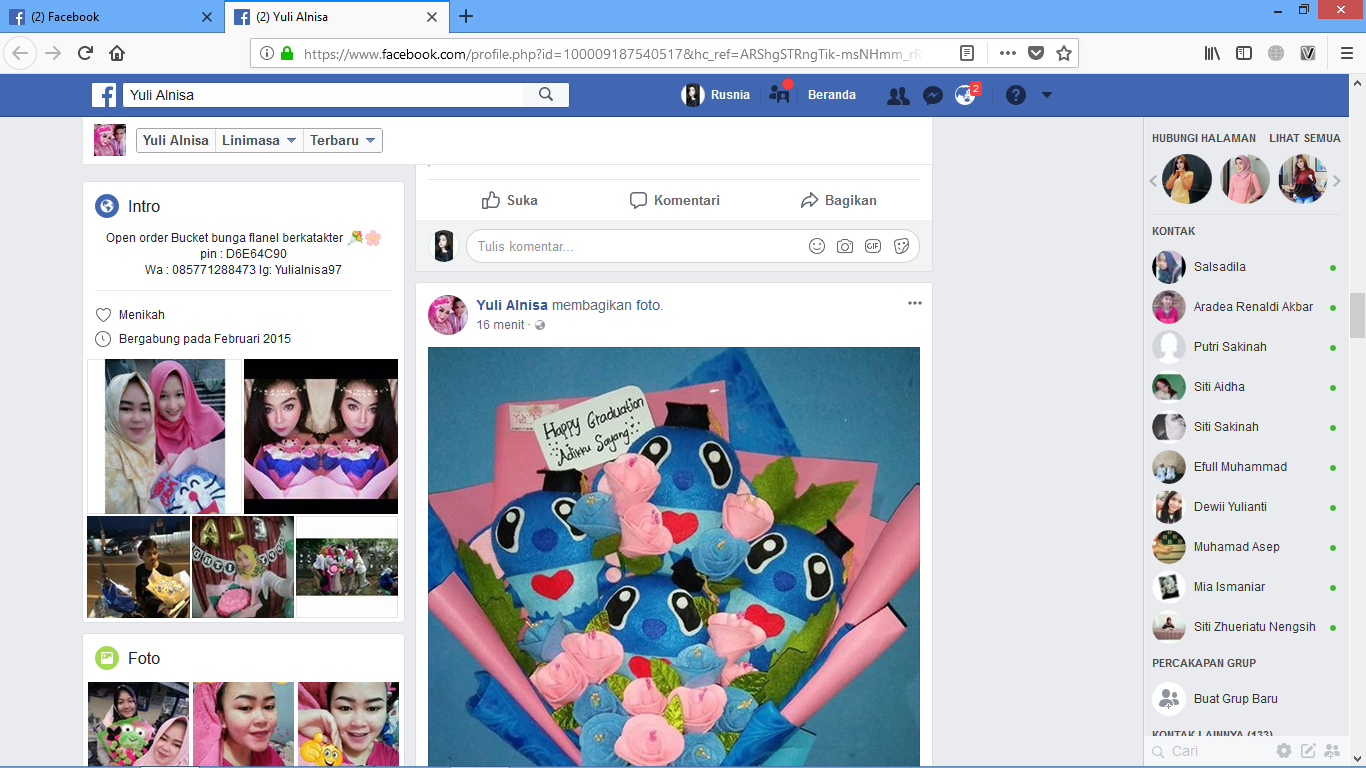 (2) Facebook
(2) Yuli Alnisa
https://www.facebook.com/profile.php?id=100009187540517&hc_ref=ARShgSTRngTik-msNHmm_rR
Yuli Alnisa
Rusnia
Beranda
2
Yuli Alnisa
Linimasa
Terbaru
Intro
Open order Bucket bunga flanel berkatakter
pin : D6E64C90
Wa : 085771288473 Ig: Yulialnisa97
Menikah
Bergabung pada Februari 2015
Foto
Suka
Komentari
Bagikan
Tulis komentar...
GIF
Yuli Alnisa membagikan foto.
16 menit ·
Happy Graduation
Adikku Sayang
HUBUNGI HALAMAN
LIHAT SEMUA
KONTAK
Salsadila
Aradea Renaldi Akbar
Putri Sakinah
Siti Aidha
Siti Sakinah
Efull Muhammad
Dewii Yulianti
Muhamad Asep
Mia Ismaniar
Siti Zhueriatu Nengsih
PERCAKAPAN GRUP
Buat Grup Baru
KONTAK LAINNYA (133)
Cari